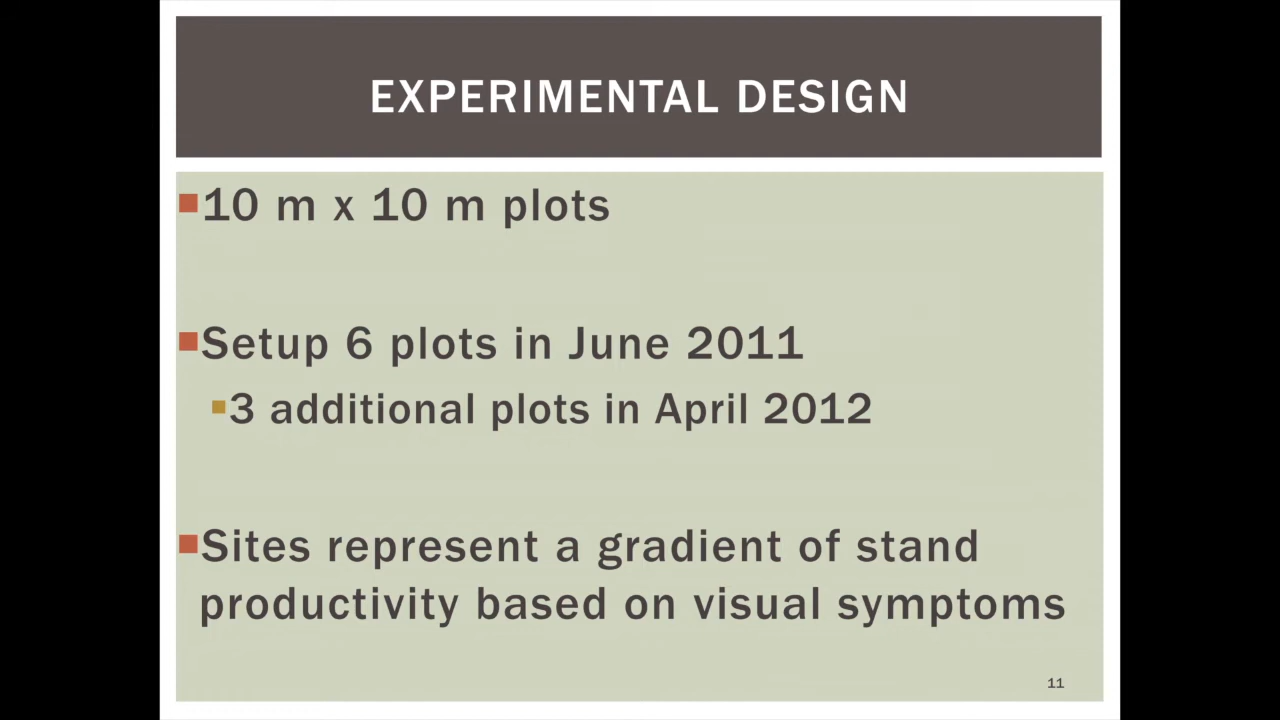 EXPERIMENTAL DESIGN
10 m x 10 m plots
Setup 6 plots in June 2011
3 additional plots in April 2012
Sites represent a gradient of stand
productivity based on visual symptoms
11